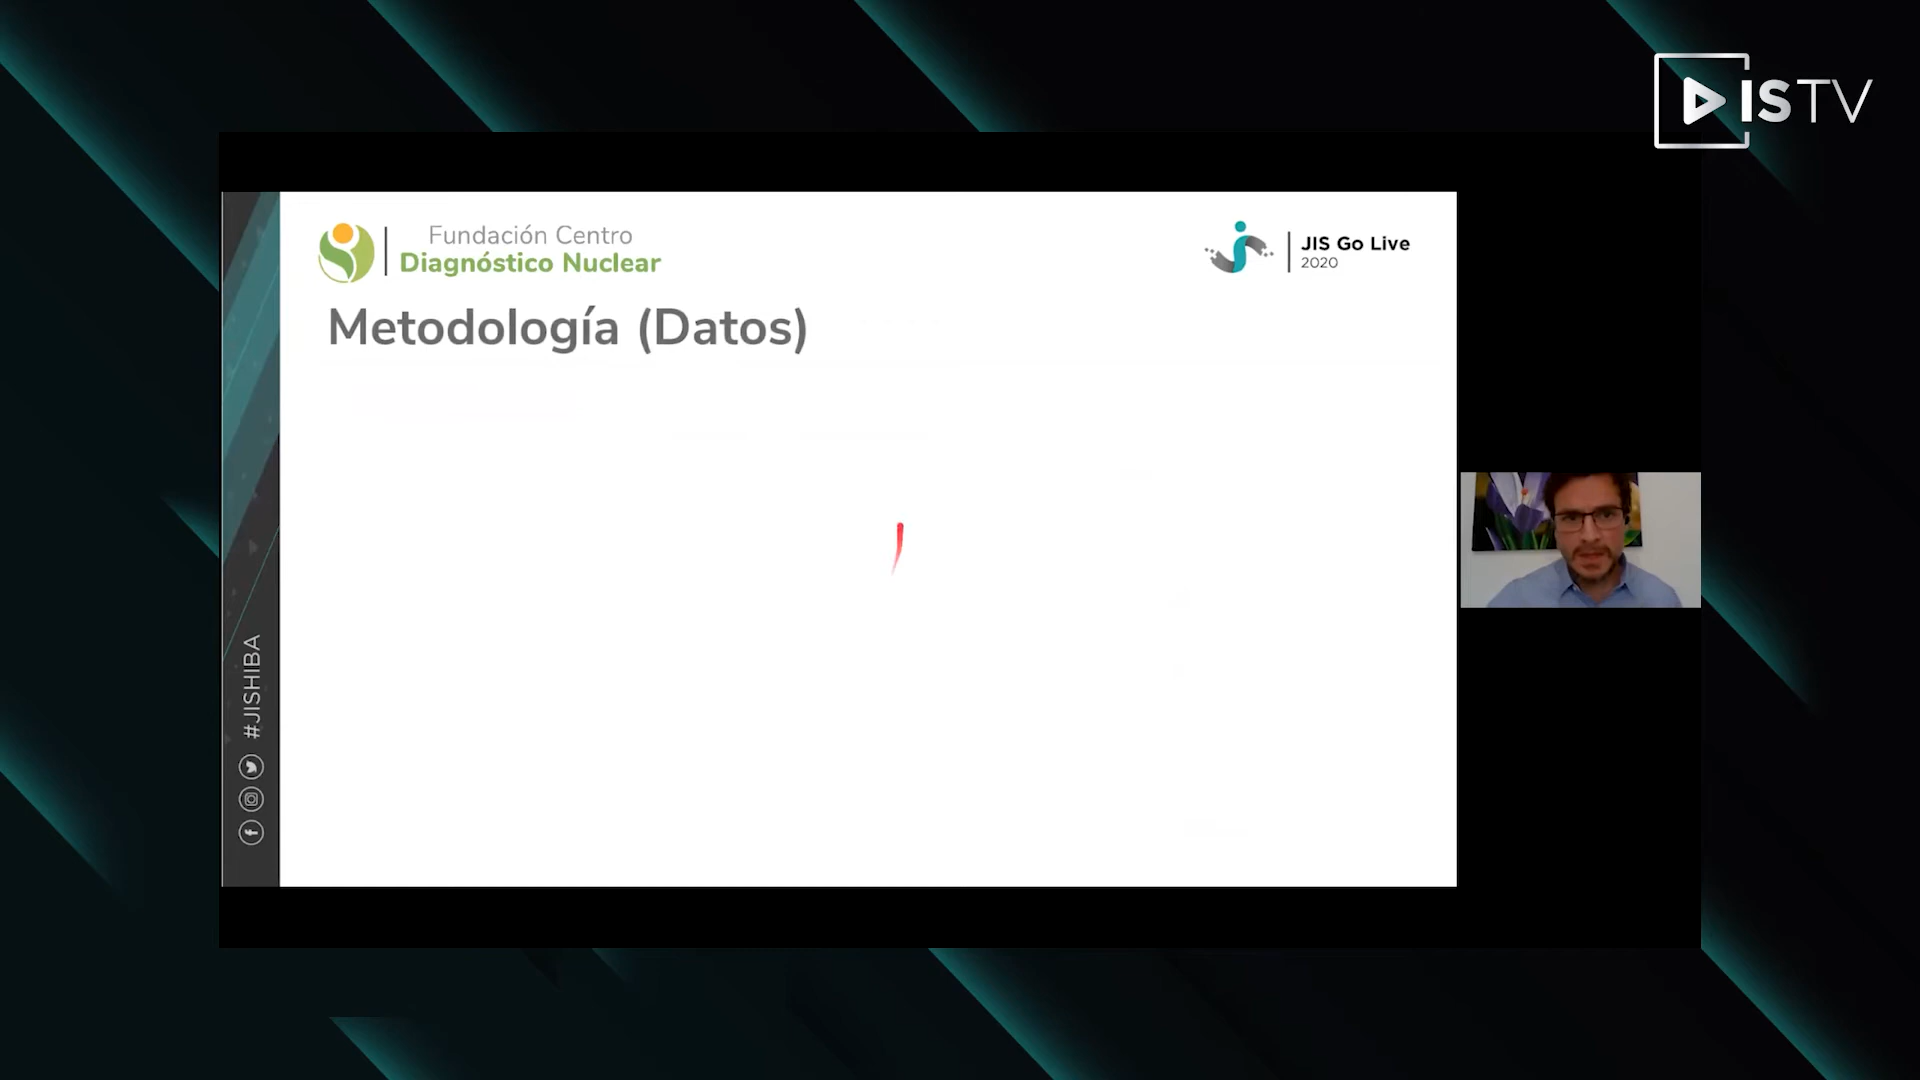 ISTV
Fundación Centro
Diagnóstico Nuclear
JIS Go Live
2020
Metodología (Datos)
#JISHIBA